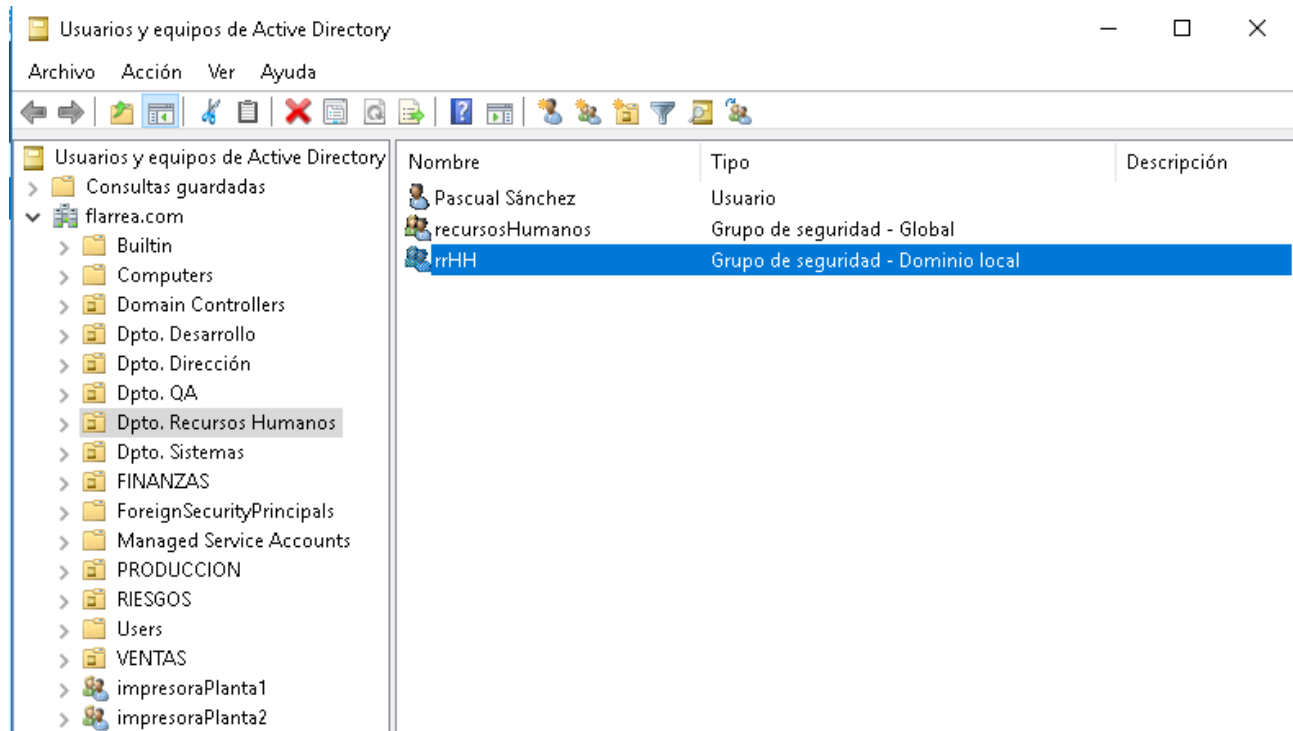 Usuarios y equipos de Active Directory
Archivo Acción Ver Ayuda
Usuarios y equipos de Active Directory
Consultas guardadas
flarrea.com
Builtin
Computers
Domain Controllers
Dpto. Desarrollo
Dpto. Dirección
Dpto. QA
Dpto. Recursos Humanos
Dpto. Sistemas
FINANZAS
ForeignSecurityPrincipals
Managed Service Accounts
PRODUCCION
RIESGOS
Users
VENTAS
impresoraPlanta1
impresoraPlanta2
Nombre Tipo Descripción
Pascual Sánchez Usuario
recursosHumanos Grupo de seguridad - Global
rrHH Grupo de seguridad - Dominio local